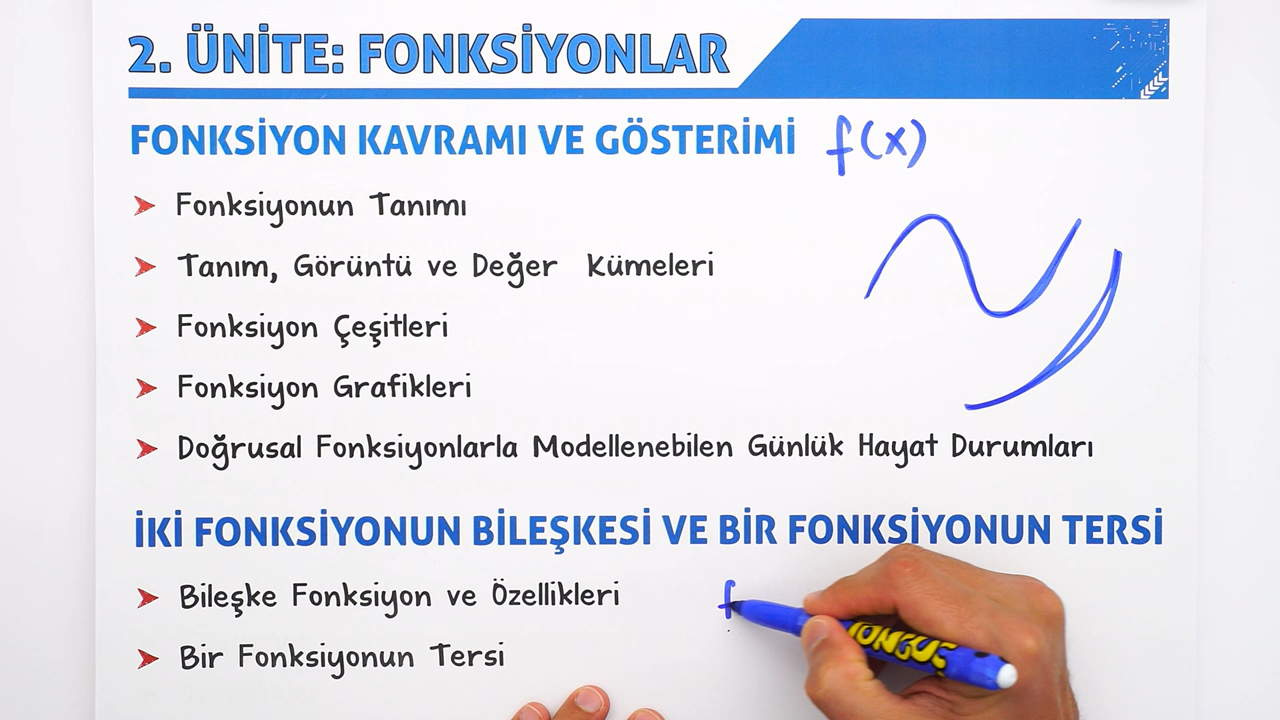 2. ÜNİTE: FONKSİYONLAR
FONKSİYON KAVRAMI VE GÖSTERİMİ f(x)
Fonksiyonun Tanımı
Tanım, Görüntü ve Değer Kümeleri
Fonksiyon Çeşitleri
Fonksiyon Grafikleri
Doğrusal Fonksiyonlarla Modellenebilen Günlük Hayat Durumları
İKİ FONKSİYONUN BİLEŞKESİ VE BİR FONKSİYONUN TERSİ
Bileşke Fonksiyon ve Özellikleri f
Bir Fonksiyonun Tersi